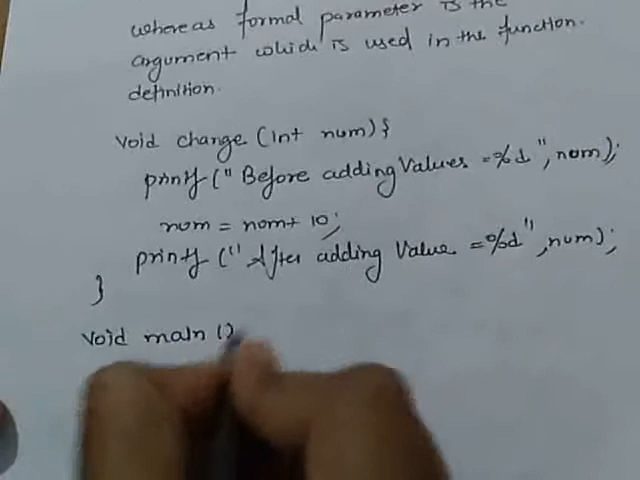 whereas formal parameter is the
argument which is used in the function.
definition.
void change (int num){
printf (" Before adding Values =%d ", num);
num = num+ 10;
printf (" After adding Value =%d ", num);
}
void main ()